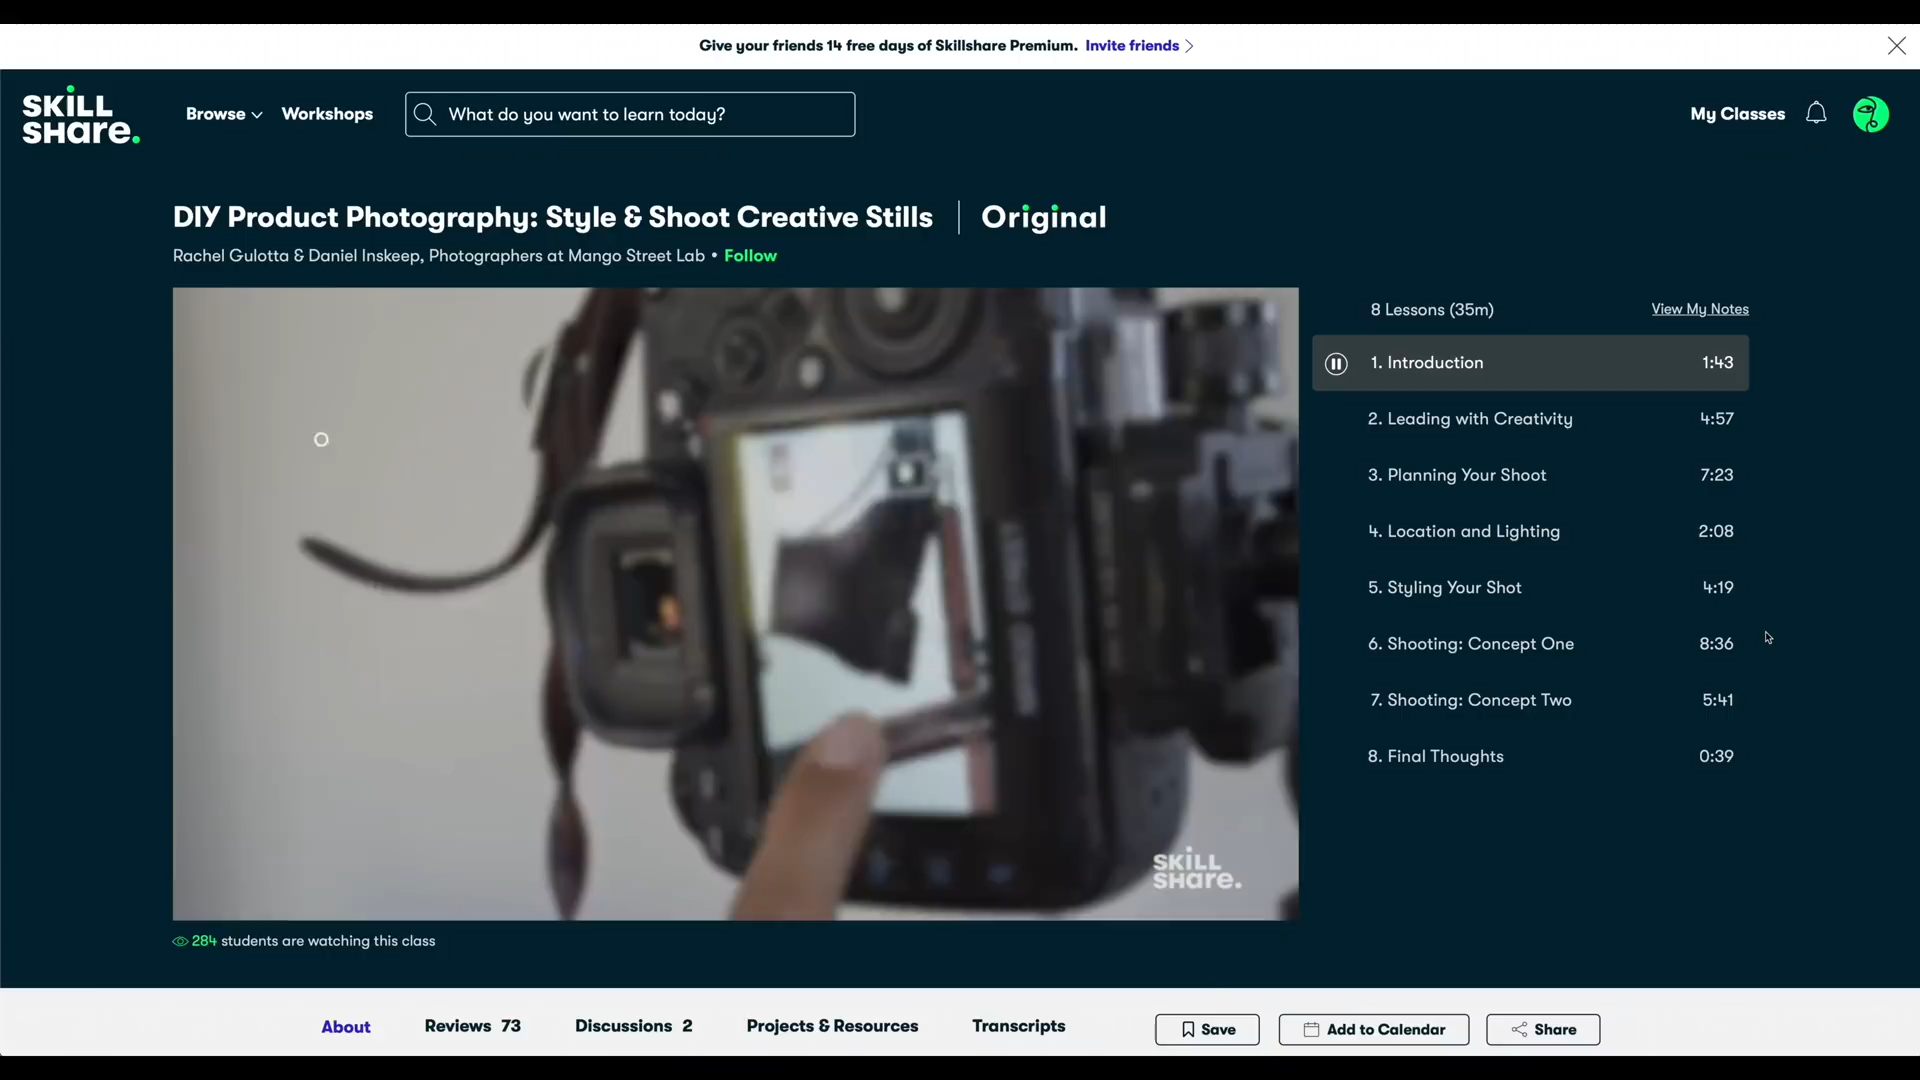 Give your friends 14 free days of Skillshare Premium. Invite friends
SKiLL
SHare.
Browse
Workshops
What do you want to learn today?
My Classes
DIY Product Photography: Style & Shoot Creative Stills
Original
Rachel Gulotta & Daniel Inskeep, Photographers at Mango Street Lab • Follow
8 Lessons (35m)
View My Notes
1. Introduction 1:43
2. Leading with Creativity 4:57
3. Planning Your Shoot 7:23
4. Location and Lighting 2:08
5. Styling Your Shot 4:19
6. Shooting: Concept One 8:36
7. Shooting: Concept Two 5:41
8. Final Thoughts 0:39
SKiLL
SHare.
284 students are watching this class
About
Reviews 73
Discussions 2
Projects & Resources
Transcripts
Save
Add to Calendar
Share